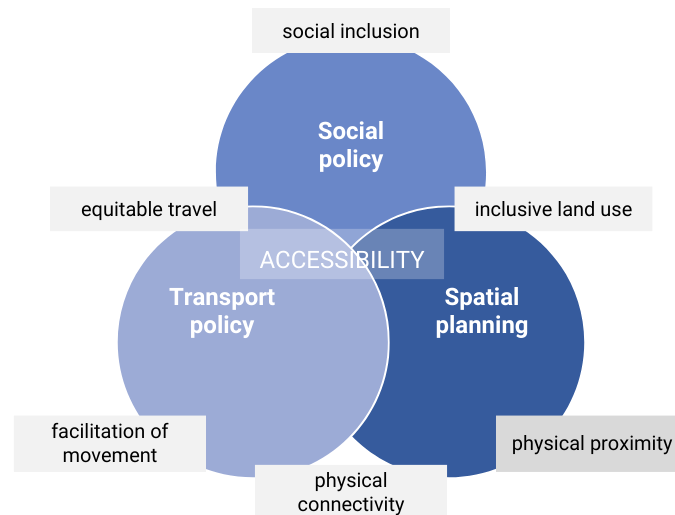 social inclusion
Social
policy
equitable travel
inclusive land use
ACCESSIBILITY
Transport
policy
Spatial
planning
facilitation of
movement
physical proximity
physical
connectivity